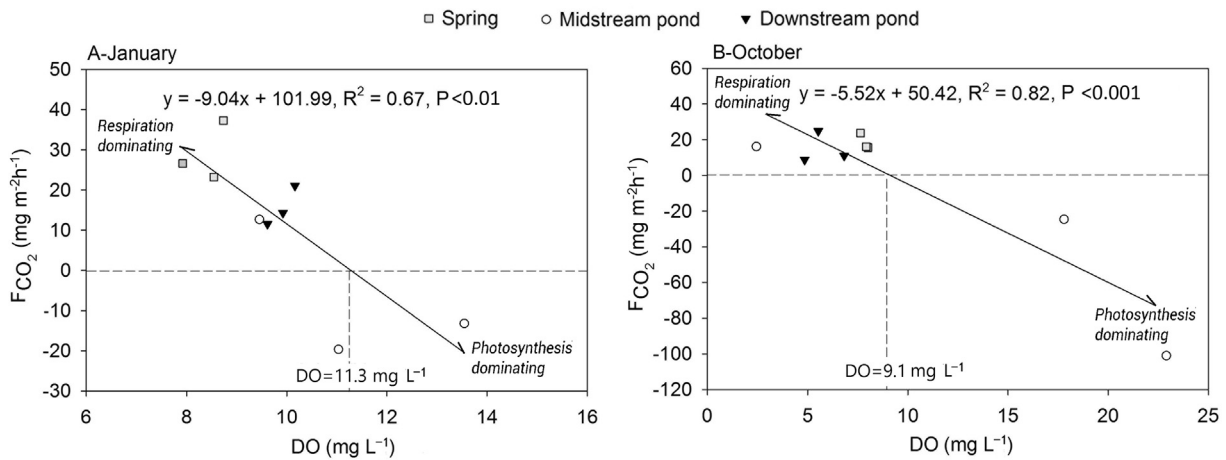 Spring Midstream pond Downstream pond
A-January
y = -9.04x + 101.99, R² = 0.67, P <0.01
Respiration
dominating
50
40
30
20
10
0
-10
-20
-30
F_CO₂ (mg m⁻²h⁻¹)
Photosynthesis
dominating
DO=11.3 mg L⁻¹
6 8 10 12 14 16
DO (mg L⁻¹)
B-October
Respiration
dominating
y = -5.52x + 50.42, R² = 0.82, P <0.001
60
40
20
0
-20
-40
-60
-80
-100
-120
F_CO₂ (mg m⁻²h⁻¹)
Photosynthesis
dominating
DO=9.1 mg L⁻¹
0 5 10 15 20 25
DO (mg L⁻¹)